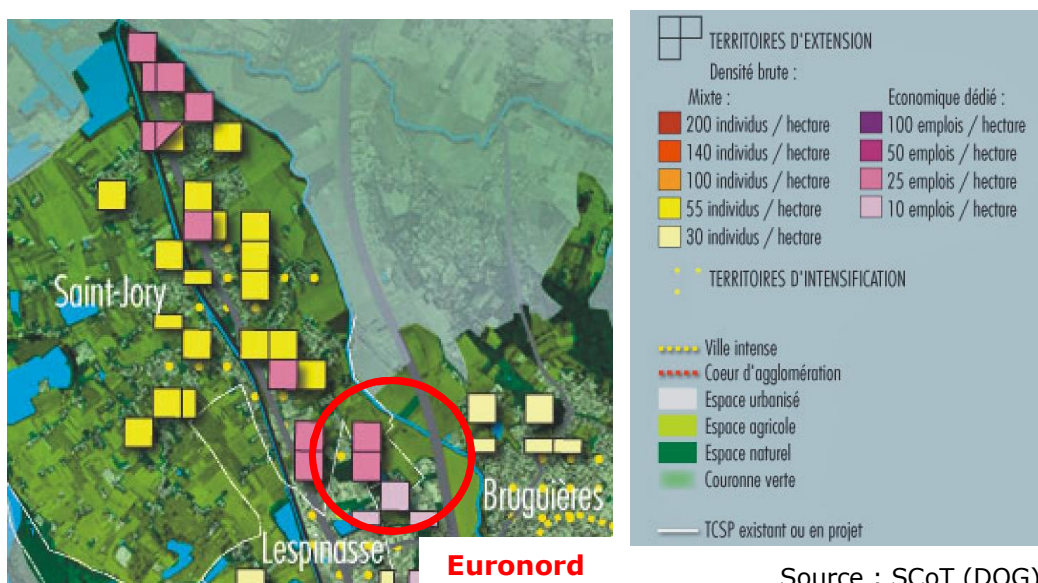 Saint-Jory
Bruguières
Lespinasse
Euronord
TERRITOIRES D'EXTENSION
Densité brute :
Mixte :
200 individus / hectare
140 individus / hectare
100 individus / hectare
55 individus / hectare
30 individus / hectare
Economique dédié :
100 emplois / hectare
50 emplois / hectare
25 emplois / hectare
10 emplois / hectare
TERRITOIRES D'INTENSIFICATION
Ville intense
Coeur d'agglomération
Espace urbanisé
Espace agricole
Espace naturel
Couronne verte
TCSP existant ou en projet
Source : SCoT (DOG)